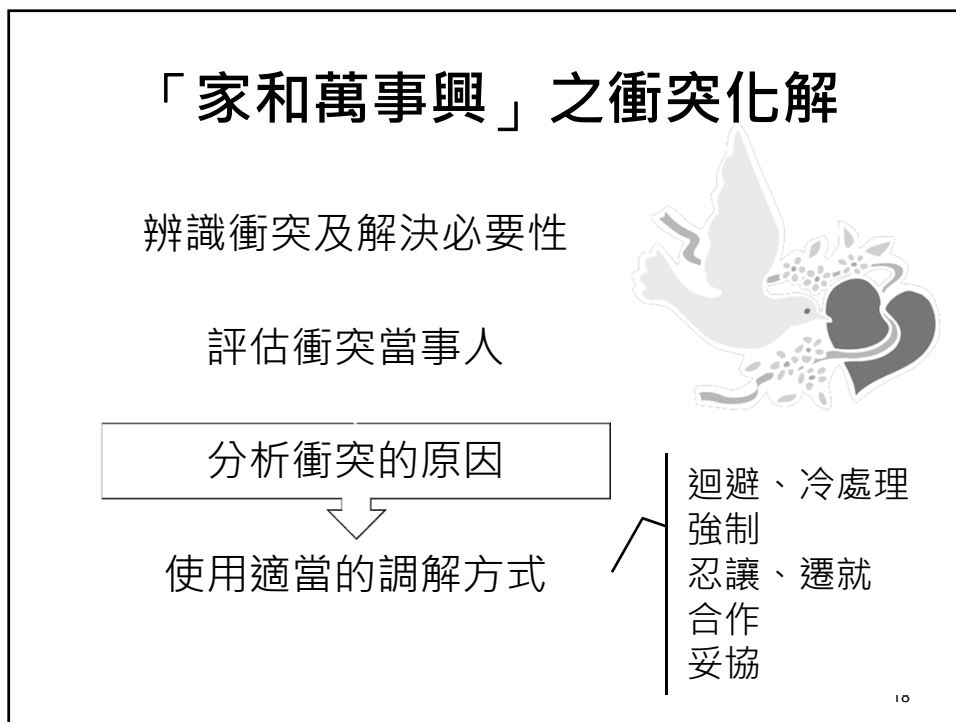 「家和萬事興」之衝突化解
辨識衝突及解決必要性
評估衝突當事人
分析衝突的原因
使用適當的調解方式
迴避、冷處理
強制
忍讓、遷就
合作
妥協
18